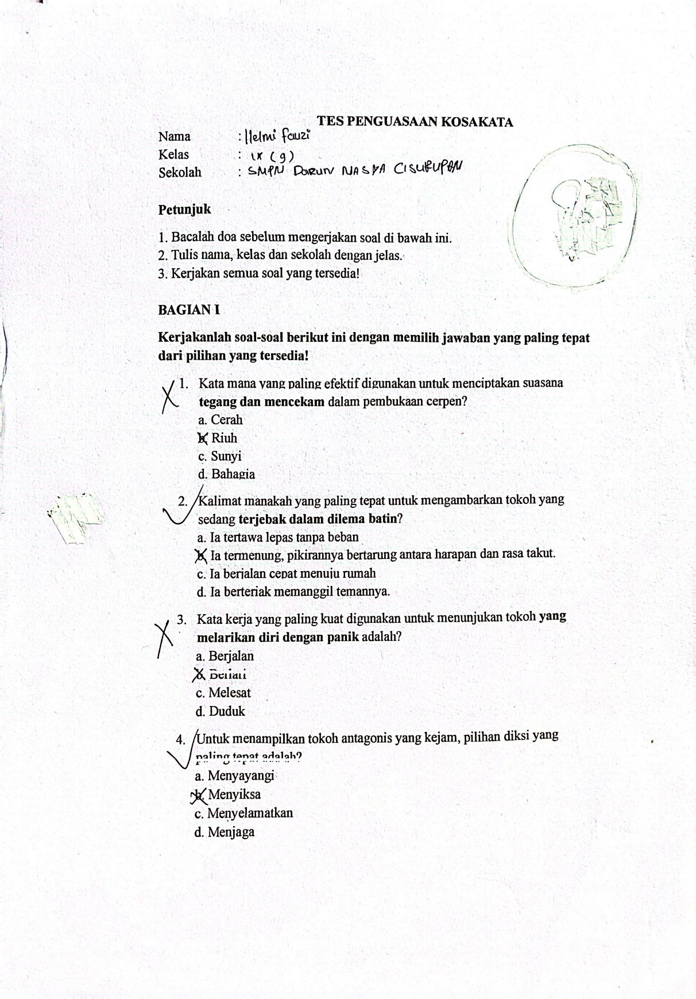 TES PENGUASAAN KOSAKATA
Nama : Helmi Fauzi
Kelas : IX (9)
Sekolah : SMPN DARUN NASYA CISURUPAN
Petunjuk
1. Bacalah doa sebelum mengerjakan soal di bawah ini.
2. Tulis nama, kelas dan sekolah dengan jelas.
3. Kerjakan semua soal yang tersedia!
BAGIAN I
Kerjakanlah soal-soal berikut ini dengan memilih jawaban yang paling tepat
dari pilihan yang tersedia!
1. Kata mana yang paling efektif digunakan untuk menciptakan suasana
tegang dan mencekam dalam pembukaan cerpen?
a. Cerah
b. Riuh
c. Sunyi
d. Bahagia
2. Kalimat manakah yang paling tepat untuk mengambarkan tokoh yang
sedang terjebak dalam dilema batin?
a. Ia tertawa lepas tanpa beban
b. Ia termenung, pikirannya bertarung antara harapan dan rasa takut.
c. Ia berjalan cepat menuju rumah
d. Ia berteriak memanggil temannya.
3. Kata kerja yang paling kuat digunakan untuk menunjukan tokoh yang
melarikan diri dengan panik adalah?
a. Berjalan
b. Berlari
c. Melesat
d. Duduk
4. Untuk menampilkan tokoh antagonis yang kejam, pilihan diksi yang
paling tepat adalah?
a. Menyayangi
b. Menyiksa
c. Menyelamatkan
d. Menjaga